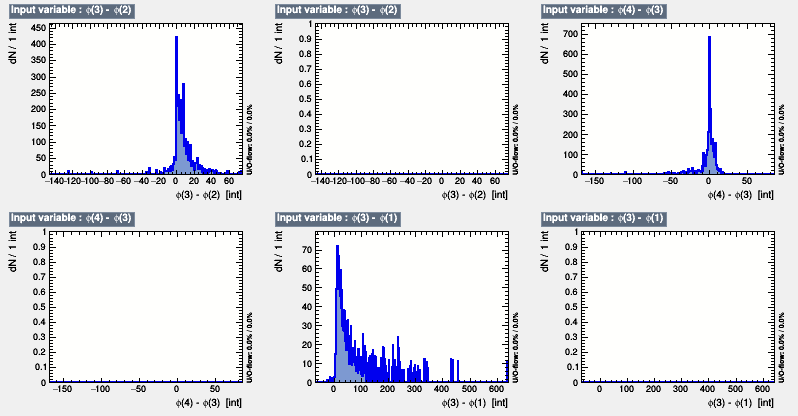 Input variable : ϕ(3) - ϕ(2)
dN / 1 int
450
400
350
300
250
200
150
100
50
0
-140-120-100 -80 -60 -40 -20 0 20 40 60
ϕ(3) - ϕ(2) [int]
U/O-flow: 0.0% / 0.0%
Input variable : ϕ(3) - ϕ(2)
dN / 1 int
1
0.9
0.8
0.7
0.6
0.5
0.4
0.3
0.2
0.1
0
-140-120-100 -80 -60 -40 -20 0 20 40 60
ϕ(3) - ϕ(2) [int]
Input variable : ϕ(4) - ϕ(3)
dN / 1 int
700
600
500
400
300
200
100
0
-150 -100 -50 0 50
ϕ(4) - ϕ(3) [int]
U/O-flow: 0.0% / 0.0%
Input variable : ϕ(4) - ϕ(3)
dN / 1 int
1
0.9
0.8
0.7
0.6
0.5
0.4
0.3
0.2
0.1
0
-150 -100 -50 0 50
ϕ(4) - ϕ(3) [int]
Input variable : ϕ(3) - ϕ(1)
dN / 1 int
70
60
50
40
30
20
10
0
0 100 200 300 400 500 600
ϕ(3) - ϕ(1) [int]
U/O-flow: 0.0% / 0.0%
Input variable : ϕ(3) - ϕ(1)
dN / 1 int
1
0.9
0.8
0.7
0.6
0.5
0.4
0.3
0.2
0.1
0
0 100 200 300 400 500 600
ϕ(3) - ϕ(1) [int]